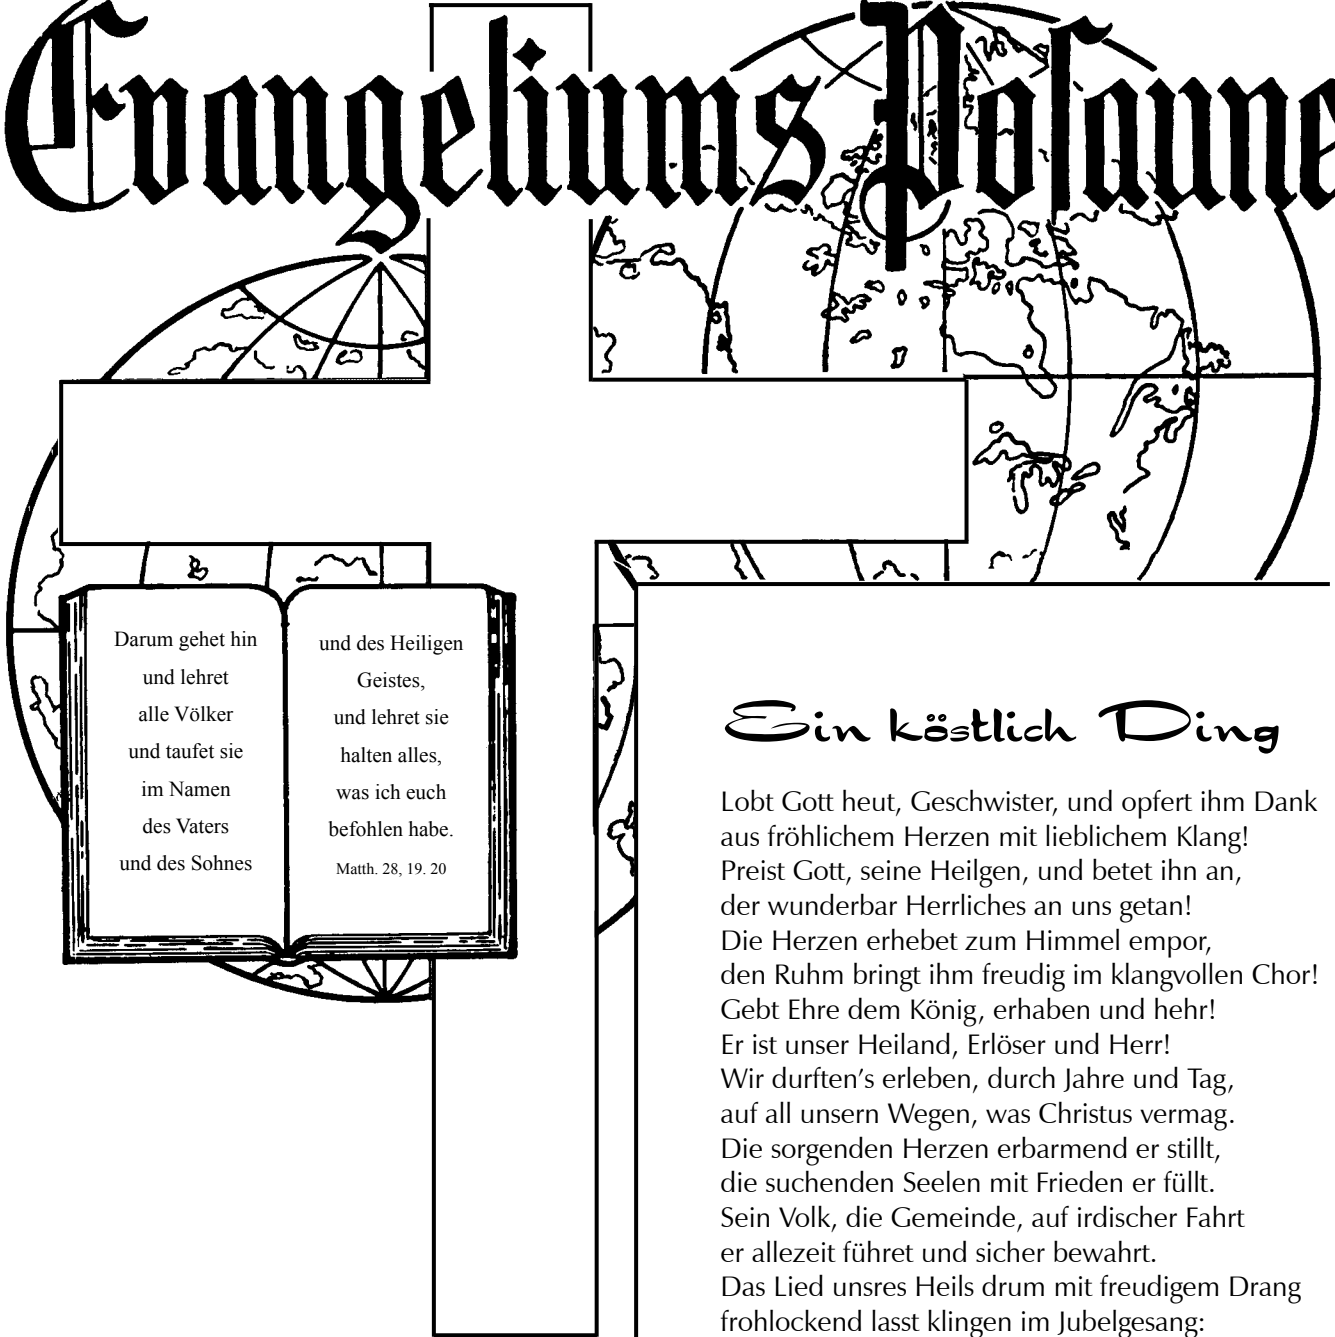 Evangeliums Posaune
Darum gehet hin
und lehret
alle Völker
und taufet sie
im Namen
des Vaters
und des Sohnes
und des Heiligen
Geistes,
und lehret sie
halten alles,
was ich euch
befohlen habe.
Matth. 28, 19. 20
Ein köstlich Ding
Lobt Gott heut, Geschwister, und opfert ihm Dank
aus fröhlichem Herzen mit lieblichem Klang!
Preist Gott, seine Heilgen, und betet ihn an,
der wunderbar Herrliches an uns getan!
Die Herzen erhebet zum Himmel empor,
den Ruhm bringt ihm freudig im klangvollen Chor!
Gebt Ehre dem König, erhaben und hehr!
Er ist unser Heiland, Erlöser und Herr!
Wir durften’s erleben, durch Jahre und Tag,
auf all unsern Wegen, was Christus vermag.
Die sorgenden Herzen erbarmend er stillt,
die suchenden Seelen mit Frieden er füllt.
Sein Volk, die Gemeinde, auf irdischer Fahrt
er allezeit führet und sicher bewahrt.
Das Lied unsres Heils drum mit freudigem Drang
frohlockend lasst klingen im Jubelgesang: